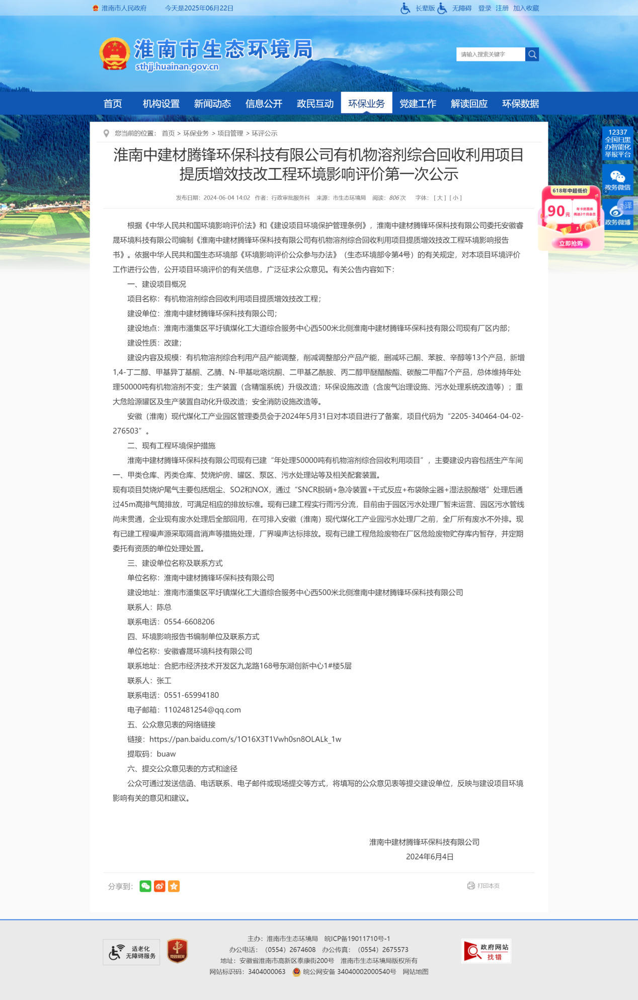 淮南市人民政府 今天是2025年06月22日 长辈版 无障碍 登录 注册 加入收藏
淮南市生态环境局
sthjj.huainan.gov.cn
请输入搜索关键字
首页 机构设置 新闻动态 信息公开 政民互动 环保业务 党建工作 解读回应 环保数据
关闭
12337
全国扫黑
办智能化
举报平台
政务微信
译
政务微博
618年中超低价
90元
年卡优惠券
再送2个月会员
立即抢购
您当前的位置： 首页 > 环保业务 > 项目管理 > 环评公示
淮南中建材腾锋环保科技有限公司有机物溶剂综合回收利用项目
提质增效技改工程环境影响评价第一次公示
发布日期：2024-06-04 14:02 作者：行政审批服务科 来源：市生态环境局 阅读：806 次 字体： [ 大 ] [ 小 ]
根据《中华人民共和国环境影响评价法》和《建设项目环境保护管理条例》，淮南中建材腾锋环保科技有限公司委托安徽睿
晟环境科技有限公司编制《淮南中建材腾锋环保科技有限公司有机物溶剂综合回收利用项目提质增效技改工程环境影响报告
书》。依据中华人民共和国生态环境部《环境影响评价公众参与办法》（生态环境部令第4号）的有关规定，对本项目环境评价
工作进行公告，公开项目环境评价的有关信息，广泛征求公众意见。有关公告内容如下：
一、建设项目概况
项目名称：有机物溶剂综合回收利用项目提质增效技改工程；
建设单位：淮南中建材腾锋环保科技有限公司；
建设地点：淮南市潘集区平圩镇煤化工大道综合服务中心西500米北侧淮南中建材腾锋环保科技有限公司现有厂区内部；
建设性质：改建；
建设内容及规模：有机物溶剂综合利用产品产能调整，削减调整部分产品产能，删减环己酮、苯胺、辛醇等13个产品，新增
1,4-丁二醇、甲基异丁基酮、乙腈、N-甲基吡咯烷酮、二甲基乙酰胺、丙二醇甲醚醋酸酯、碳酸二甲酯7个产品，总体维持年处
理50000吨有机物溶剂不变；生产装置（含精馏系统）升级改造；环保设施改造（含废气治理设施、污水处理系统改造等）；重
大危险源罐区及生产装置自动化升级改造；安全消防设施改造等。
安徽（淮南）现代煤化工产业园区管理委员会于2024年5月31日对本项目进行了备案，项目代码为“2205-340464-04-02-
276503”。
二、现有工程环境保护措施
淮南中建材腾锋环保科技有限公司现有已建“年处理50000吨有机物溶剂综合回收利用项目”，主要建设内容包括生产车间
一、甲类仓库、丙类仓库、焚烧炉房、罐区、泵区、污水处理站等及相关配套装置。
现有项目焚烧炉尾气主要包括烟尘、SO2和NOX，通过“SNCR脱硝+急冷装置+干式反应+布袋除尘器+湿法脱酸塔”处理后通
过45m高排气筒排放，可满足相应的排放标准。现有已建工程实行雨污分流，目前由于园区污水处理厂暂未运营、园区污水管线
尚未贯通，企业现有废水处理后全部回用，在可排入安徽（淮南）现代煤化工产业园污水处理厂之前，全厂所有废水不外排。现
有已建工程噪声源采取隔音消声等措施处理，厂界噪声达标排放。现有已建工程危险废物在厂区危险废物贮存库内暂存，并定期
委托有资质的单位处理处置。
三、建设单位名称及联系方式
单位名称：淮南中建材腾锋环保科技有限公司
建设地址：淮南市潘集区平圩镇煤化工大道综合服务中心西500米北侧淮南中建材腾锋环保科技有限公司
联系人：陈总
联系电话：0554-6608206
四、环境影响报告书编制单位及联系方式
单位名称：安徽睿晟环境科技有限公司
联系地址：合肥市经济技术开发区九龙路168号东湖创新中心1#楼5层
联系人：张工
联系电话：0551-65994180
电子邮箱：1102481254@qq.com
五、公众意见表的网络链接
链接：https://pan.baidu.com/s/1O16X3T1Vwh0sn8OLALk_1w
提取码：buaw
六、提交公众意见表的方式和途径
公众可通过发送信函、电话联系、电子邮件或现场提交等方式，将填写的公众意见表等提交建设单位，反映与建设项目环境
影响有关的意见和建议。
淮南中建材腾锋环保科技有限公司
2024年6月4日
分享到： 打印本页
适老化
无障碍服务
党政机关
主办：淮南市生态环境局 皖ICP备19011710号-1
办公电话：（0554）2674608 办公传真：（0554）2675573
地址：安徽省淮南市高新区泰康街200号 淮南市生态环境局版权所有
网站标识码：3404000063 皖公网安备 34040002000540号 网站地图
政府网站
找错